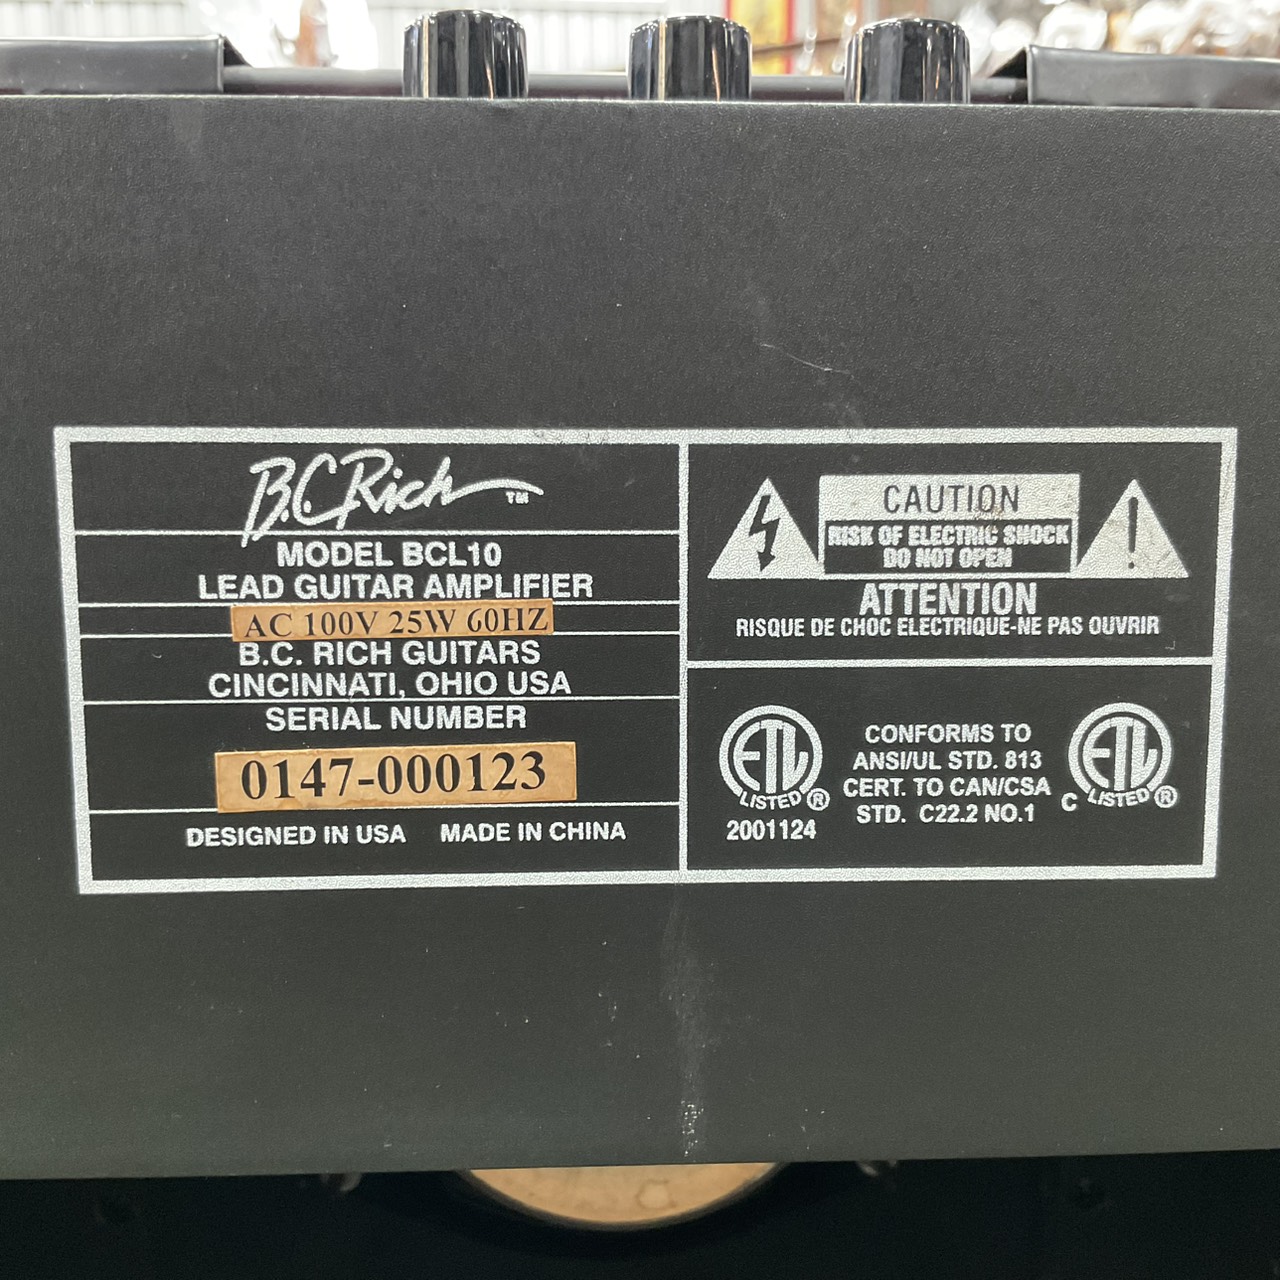 B.C.Rich™
MODEL BCL10
LEAD GUITAR AMPLIFIER
AC 100V 25W 60HZ
B.C. RICH GUITARS
CINCINNATI, OHIO USA
SERIAL NUMBER
0147-000123
DESIGNED IN USA MADE IN CHINA
CAUTION
RISK OF ELECTRIC SHOCK
DO NOT OPEN
!
ATTENTION
RISQUE DE CHOC ELECTRIQUE-NE PAS OUVRIR
ETL
LISTED ®
2001124
CONFORMS TO
ANSI/UL STD. 813
CERT. TO CAN/CSA
STD. C22.2 NO.1
ETL
C LISTED ®